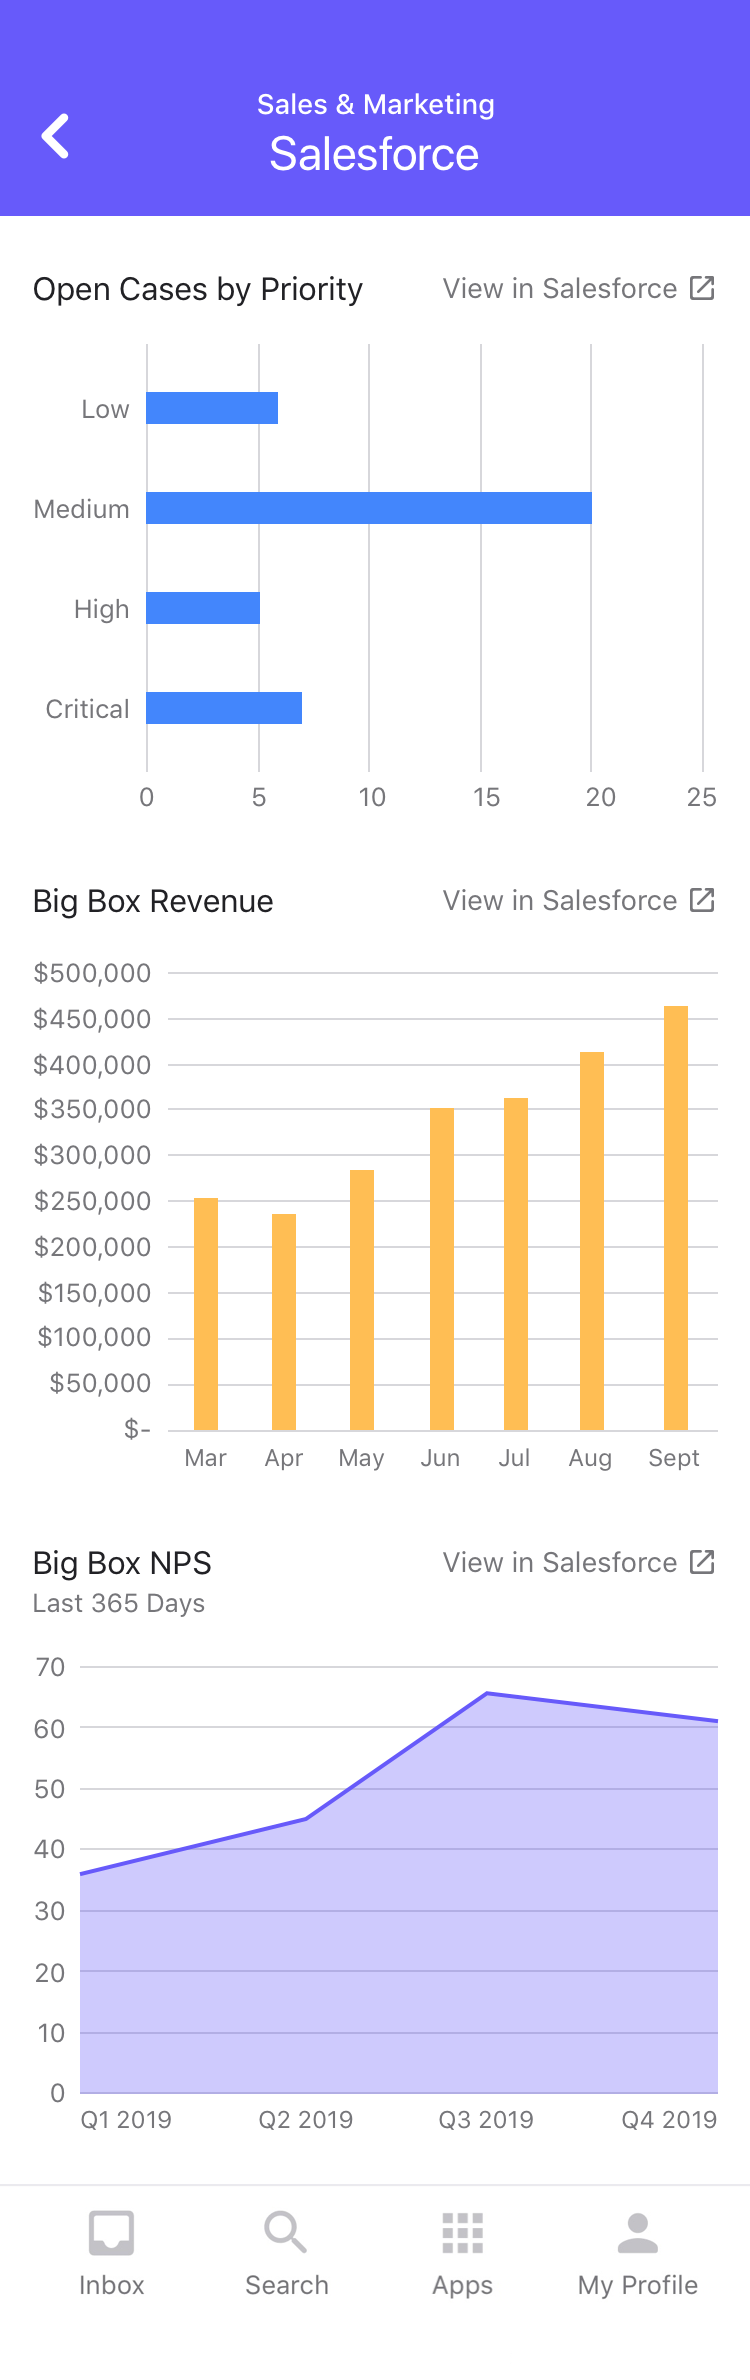 Sales & Marketing
Salesforce
Open Cases by Priority View in Salesforce
Low
Medium
High
Critical
0 5 10 15 20 25
Big Box Revenue View in Salesforce
$500,000
$450,000
$400,000
$350,000
$300,000
$250,000
$200,000
$150,000
$100,000
$50,000
$-
Mar Apr May Jun Jul Aug Sept
Big Box NPS View in Salesforce
Last 365 Days
70
60
50
40
30
20
10
0
Q1 2019 Q2 2019 Q3 2019 Q4 2019
Inbox Search Apps My Profile